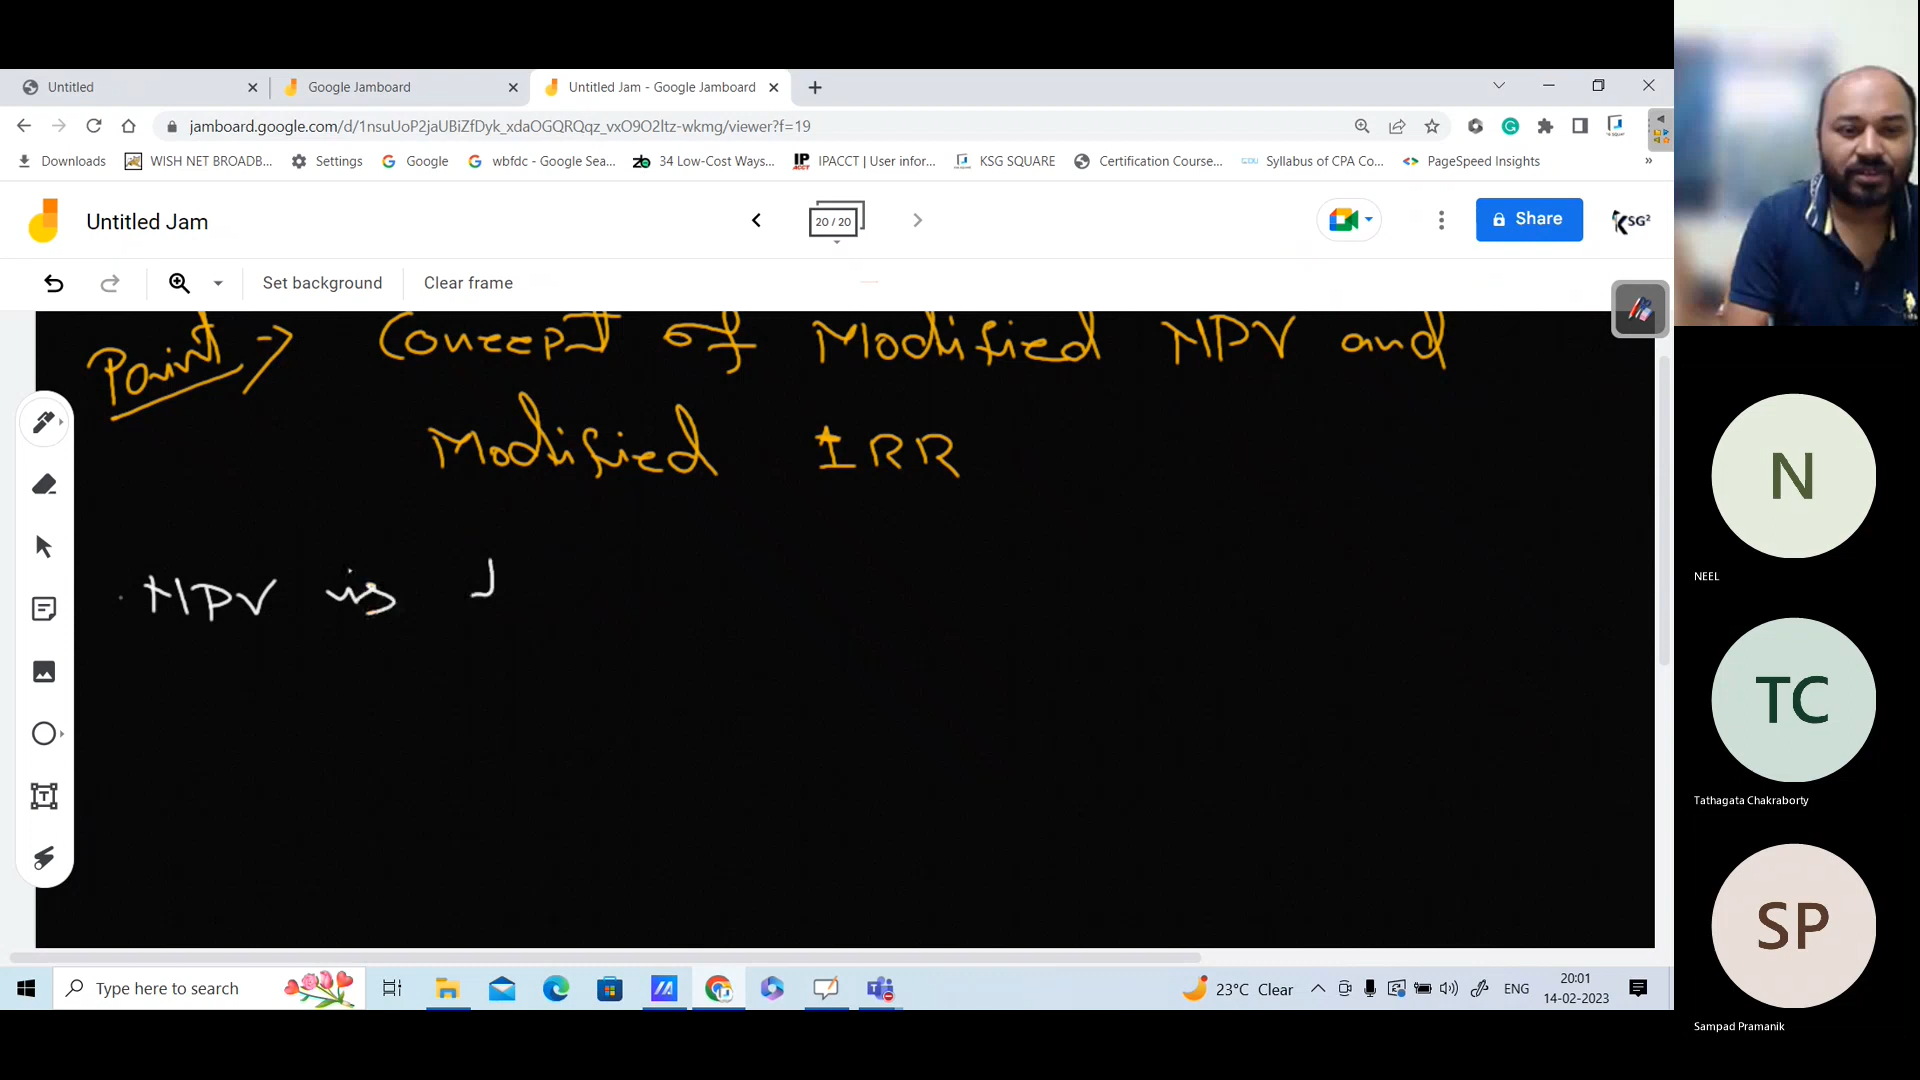 Untitled
Google Jamboard
Untitled Jam - Google Jamboard
jamboard.google.com/d/1nsuUoP2jaUBiZfDyk_xdaOGQRQqz_vxO9O2ltz-wkmg/viewer?f=19
Downloads
WISH NET BROADB...
Settings
Google
wbfdc - Google Sea...
34 Low-Cost Ways...
IPACCT | User infor...
KSG SQUARE
Certification Course...
Syllabus of CPA Co...
PageSpeed Insights
»
Untitled Jam
20 / 20
Share
KSG²
Set background
Clear frame
Point → Concept of Modified NPV and
Modified IRR
NPV is
N
NEEL
TC
Tathagata Chakraborty
SP
Sampad Pramanik
Type here to search
23°C Clear
ENG
20:01
14-02-2023